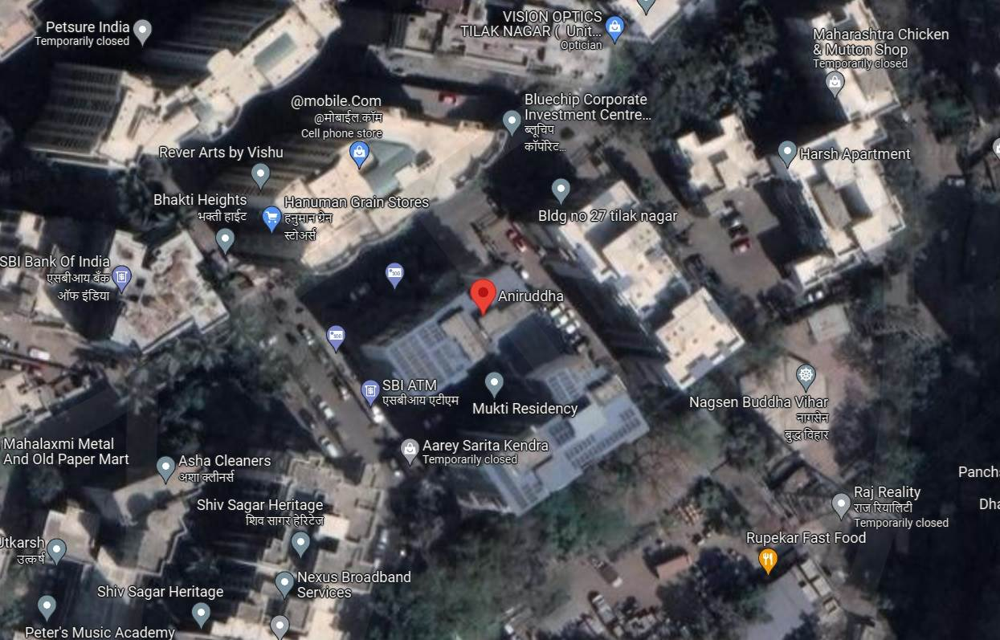 Petsure India
Temporarily closed
VISION OPTICS
TILAK NAGAR ( Unit...
Optician
Maharashtra Chicken
& Mutton Shop
Temporarily closed
@mobile.Com
@मोबाईल.कॉम
Cell phone store
Bluechip Corporate
Investment Centre...
ब्लूचिप
कॉर्पोरेट...
Rever Arts by Vishu
Harsh Apartment
Bhakti Heights
भक्ती हाईट
Hanuman Grain Stores
हनुमान ग्रेन
स्टोअर्स
Bldg no 27 tilak nagar
SBI Bank Of India
एसबीआय बँक
ऑफ इंडिया
Aniruddha
SBI ATM
एसबीआय एटीएम
Mukti Residency
Nagsen Buddha Vihar
नागसेन
बुद्ध विहार
Aarey Sarita Kendra
Temporarily closed
Mahalaxmi Metal
And Old Paper Mart
Asha Cleaners
अशा क्लीनर्स
Panch
Dha
Raj Reality
राज रियालिटी
Temporarily closed
Shiv Sagar Heritage
शिव सागर हेरिटेज
Rupekar Fast Food
Utkarsh
उत्कर्ष
Nexus Broadband
Services
Shiv Sagar Heritage
Peter's Music Academy